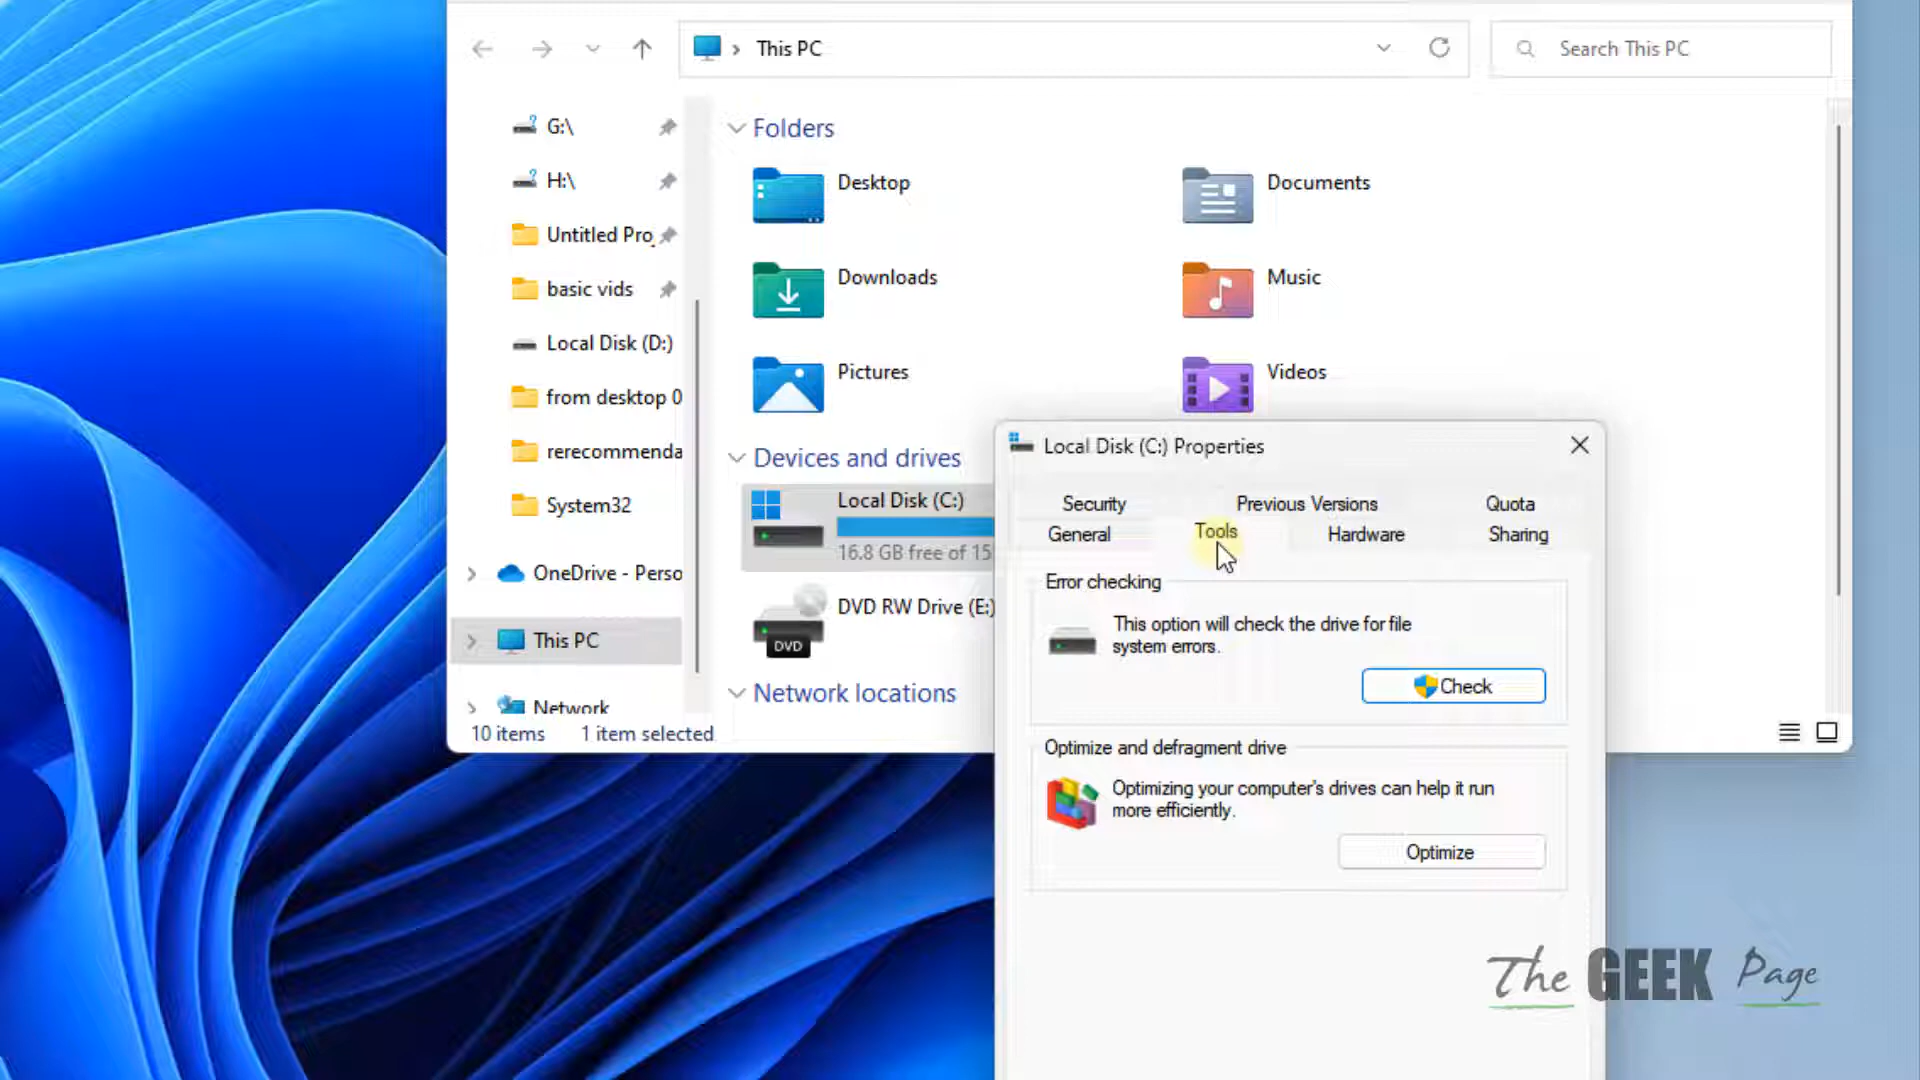 This PC
Search This PC
G:\
H:\
Untitled Pro
basic vids
Local Disk (D:)
from desktop 0
rerecommenda
System32
OneDrive - Perso
This PC
Network
10 items
1 item selected
Folders
Desktop
Documents
Downloads
Music
Pictures
Videos
Devices and drives
Local Disk (C:)
16.8 GB free of 15
DVD RW Drive (E:)
DVD
Network locations
Local Disk (C:) Properties
Security
Previous Versions
Quota
General
Tools
Hardware
Sharing
Error checking
This option will check the drive for file
system errors.
Check
Optimize and defragment drive
Optimizing your computer's drives can help it run
more efficiently.
Optimize
The GEEK Page